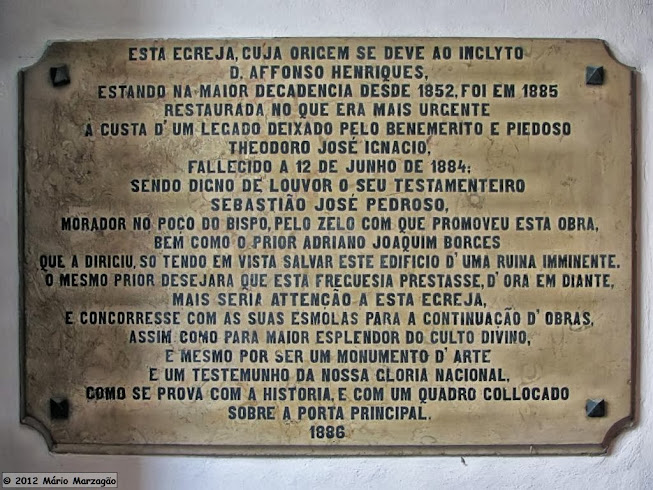 ESTA EGREJA, CUJA ORIGEM SE DEVE AO INCLYTO
D. AFFONSO HENRIQUES,
ESTANDO NA MAIOR DECADENCIA DESDE 1852, FOI EM 1885
RESTAURADA NO QUE ERA MAIS URGENTE
A CUSTA D'UM LEGADO DEIXADO PELO BENEMERITO E PIEDOSO
THEODORO JOSÉ IGNACIO,
FALLECIDO A 12 DE JUNHO DE 1884;
SENDO DIGNO DE LOUVOR O SEU TESTAMENTEIRO
SEBASTIÃO JOSÉ PEDROSO,
MORADOR NO POÇO DO BISPO, PELO ZELO COM QUE PROMOVEU ESTA OBRA,
BEM COMO O PRIOR ADRIANO JOAQUIM BORGES
QUE A DIRIGIU, SO TENDO EM VISTA SALVAR ESTE EDIFICIO D'UMA RUINA IMMINENTE.
O MESMO PRIOR DESEJARA QUE ESTA FREGUESIA PRESTASSE, D'ORA EM DIANTE,
MAIS SERIA ATTENÇÃO A ESTA EGREJA,
E CONCORRESSE COM AS SUAS ESMOLAS PARA A CONTINUAÇÃO D'OBRAS,
ASSIM COMO PARA MAIOR ESPLENDOR DO CULTO DIVINO,
E MESMO POR SER UM MONUMENTO D'ARTE
E UM TESTEMUNHO DA NOSSA GLORIA NACIONAL,
COMO SE PROVA COM A HISTORIA, E COM UM QUADRO COLLOCADO
SOBRE A PORTA PRINCIPAL.
1886
© 2012 Mário Marzagão